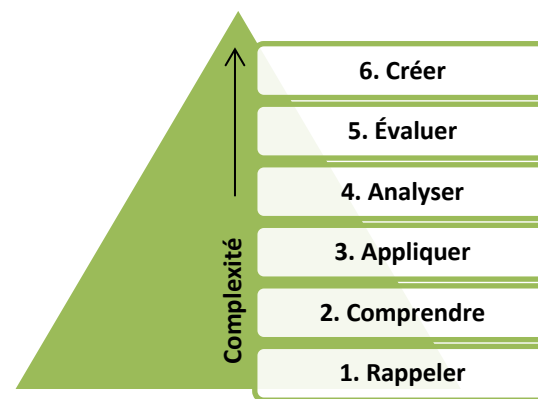 6. Créer
5. Évaluer
4. Analyser
3. Appliquer
2. Comprendre
1. Rappeler
Complexité